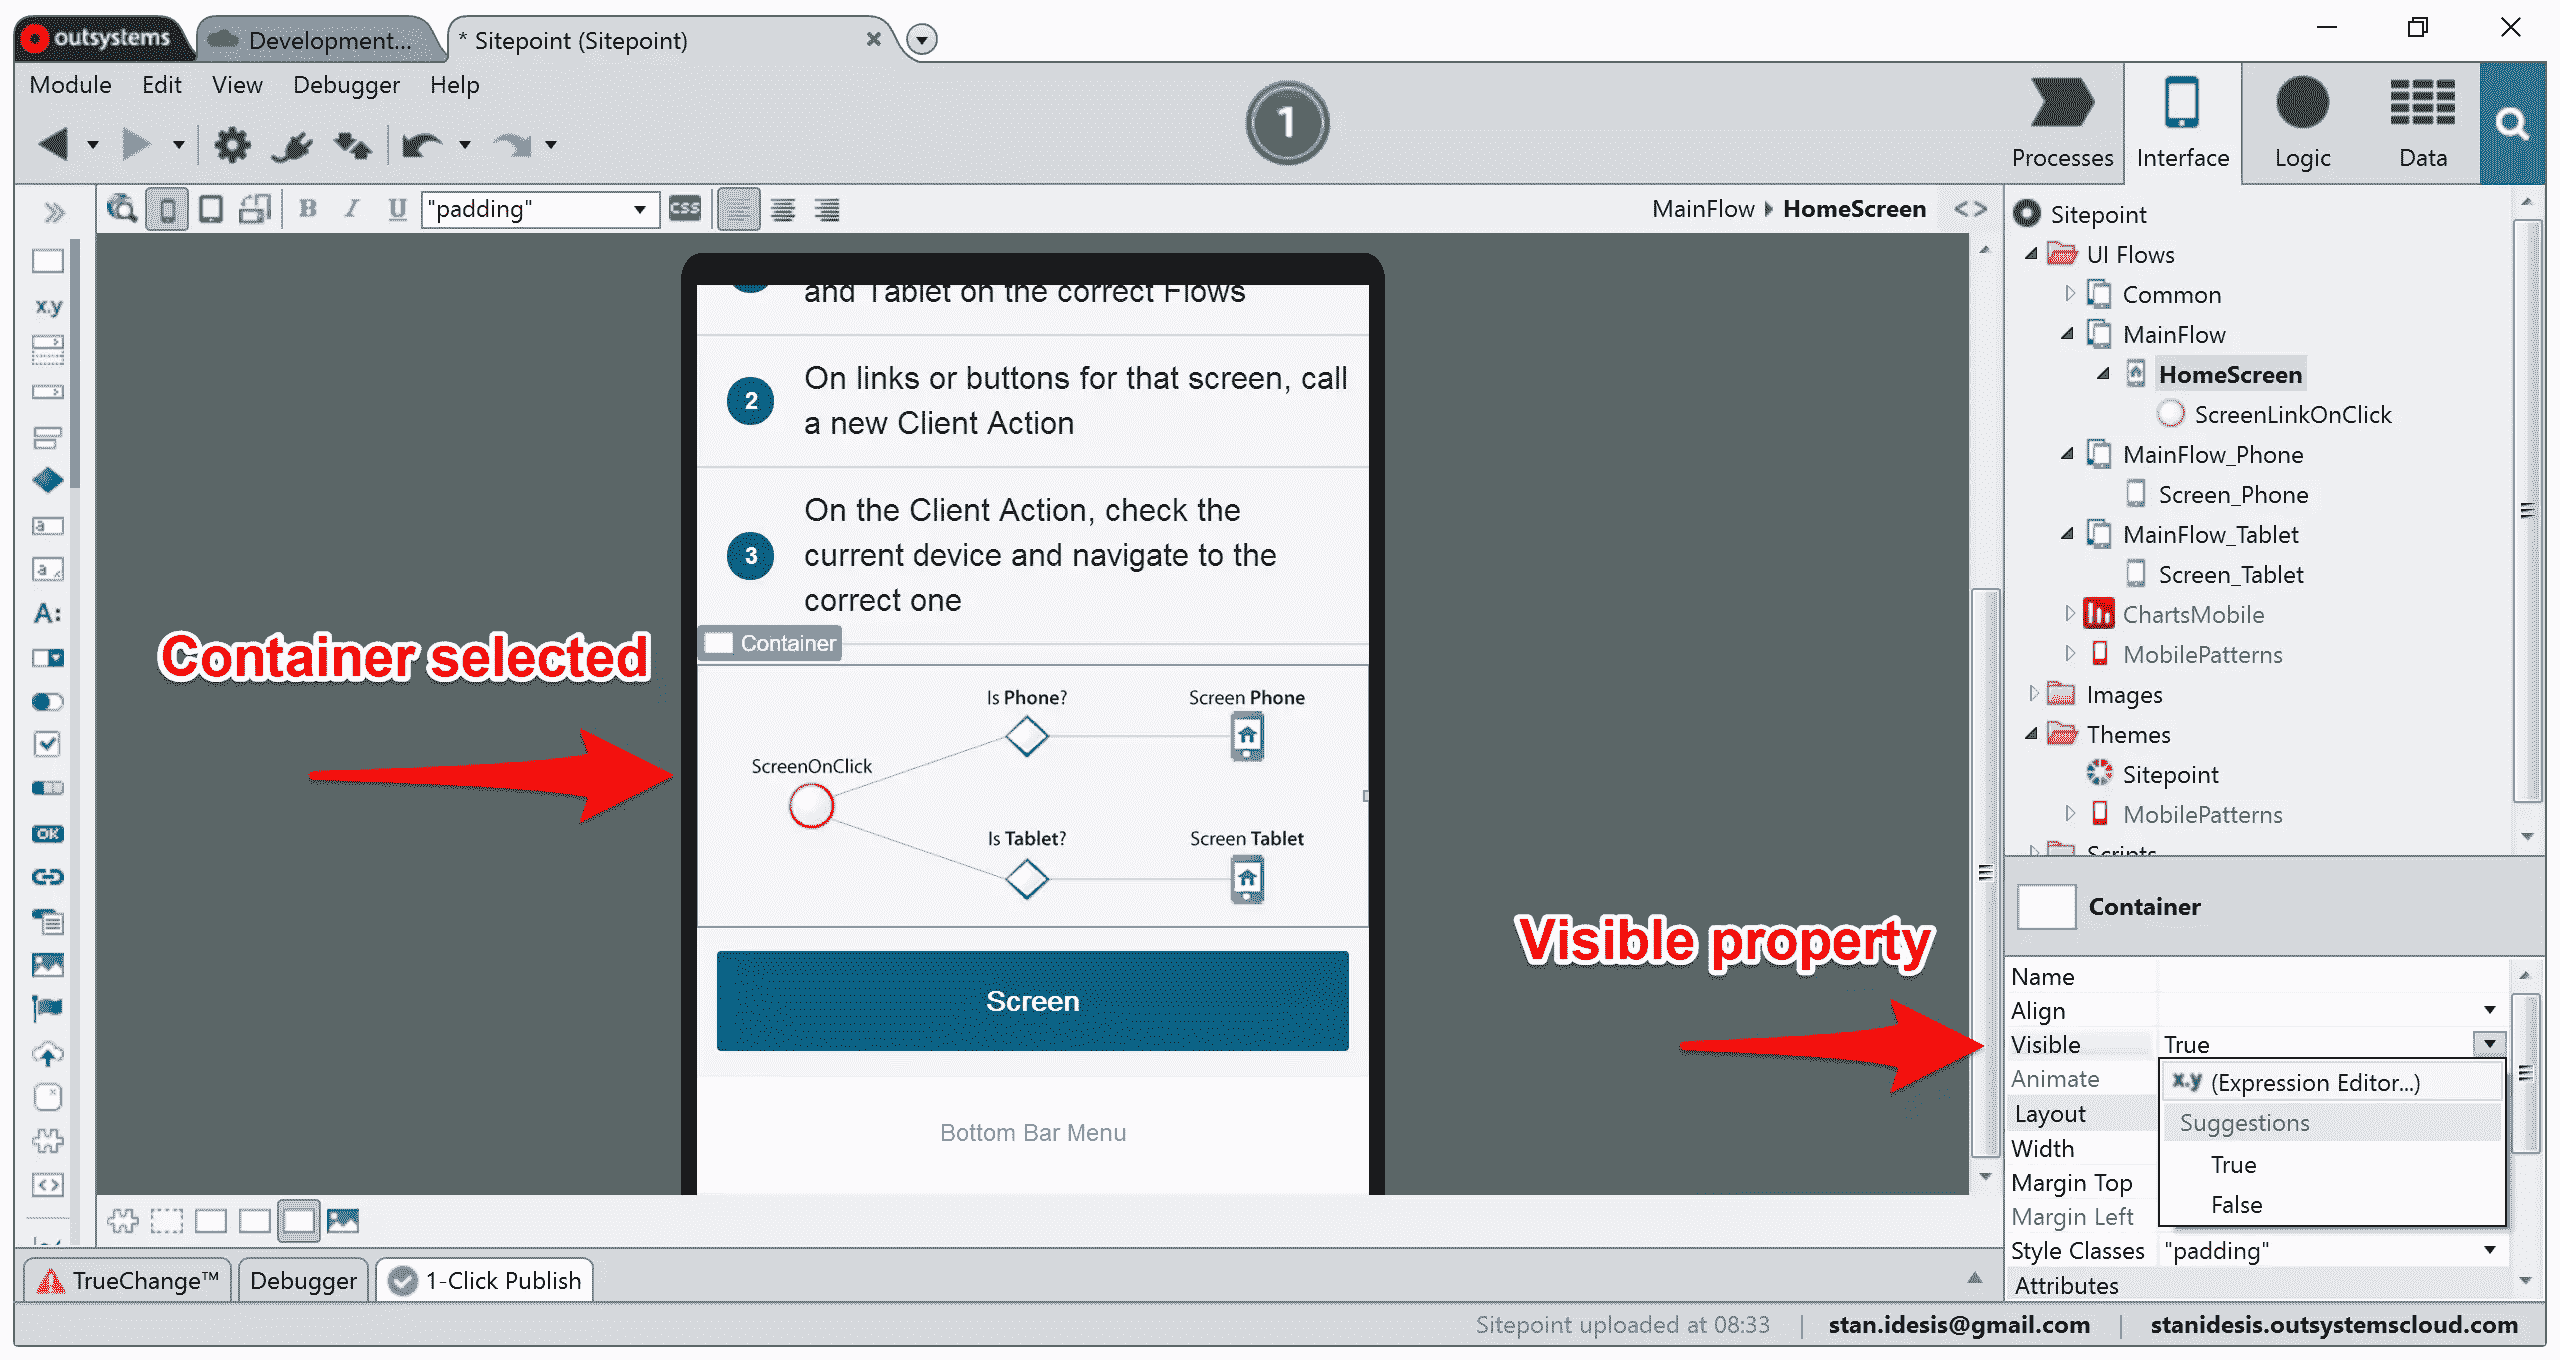 outsystems
Development...
* Sitepoint (Sitepoint)
Module Edit View Debugger Help
1
Processes
Interface
Logic
Data
B I U
"padding"
CSS
MainFlow HomeScreen
<>
x.y
a
a
A:
OK
and Tablet on the correct Flows
2
On links or buttons for that screen, call
a new Client Action
3
On the Client Action, check the
current device and navigate to the
correct one
Container
Container selected
Is Phone?
Screen Phone
ScreenOnClick
Is Tablet?
Screen Tablet
Screen
Bottom Bar Menu
Visible property
Sitepoint
UI Flows
Common
MainFlow
HomeScreen
ScreenLinkOnClick
MainFlow_Phone
Screen_Phone
MainFlow_Tablet
Screen_Tablet
ChartsMobile
MobilePatterns
Images
Themes
Sitepoint
MobilePatterns
Scripts
Container
Name
Align
Visible True
Animate
x.y (Expression Editor...)
Layout
Suggestions
Width
True
Margin Top
False
Margin Left
Style Classes "padding"
Attributes
TrueChange™ Debugger 1-Click Publish
Sitepoint uploaded at 08:33 | stan.idesis@gmail.com | stanidesis.outsystemscloud.com